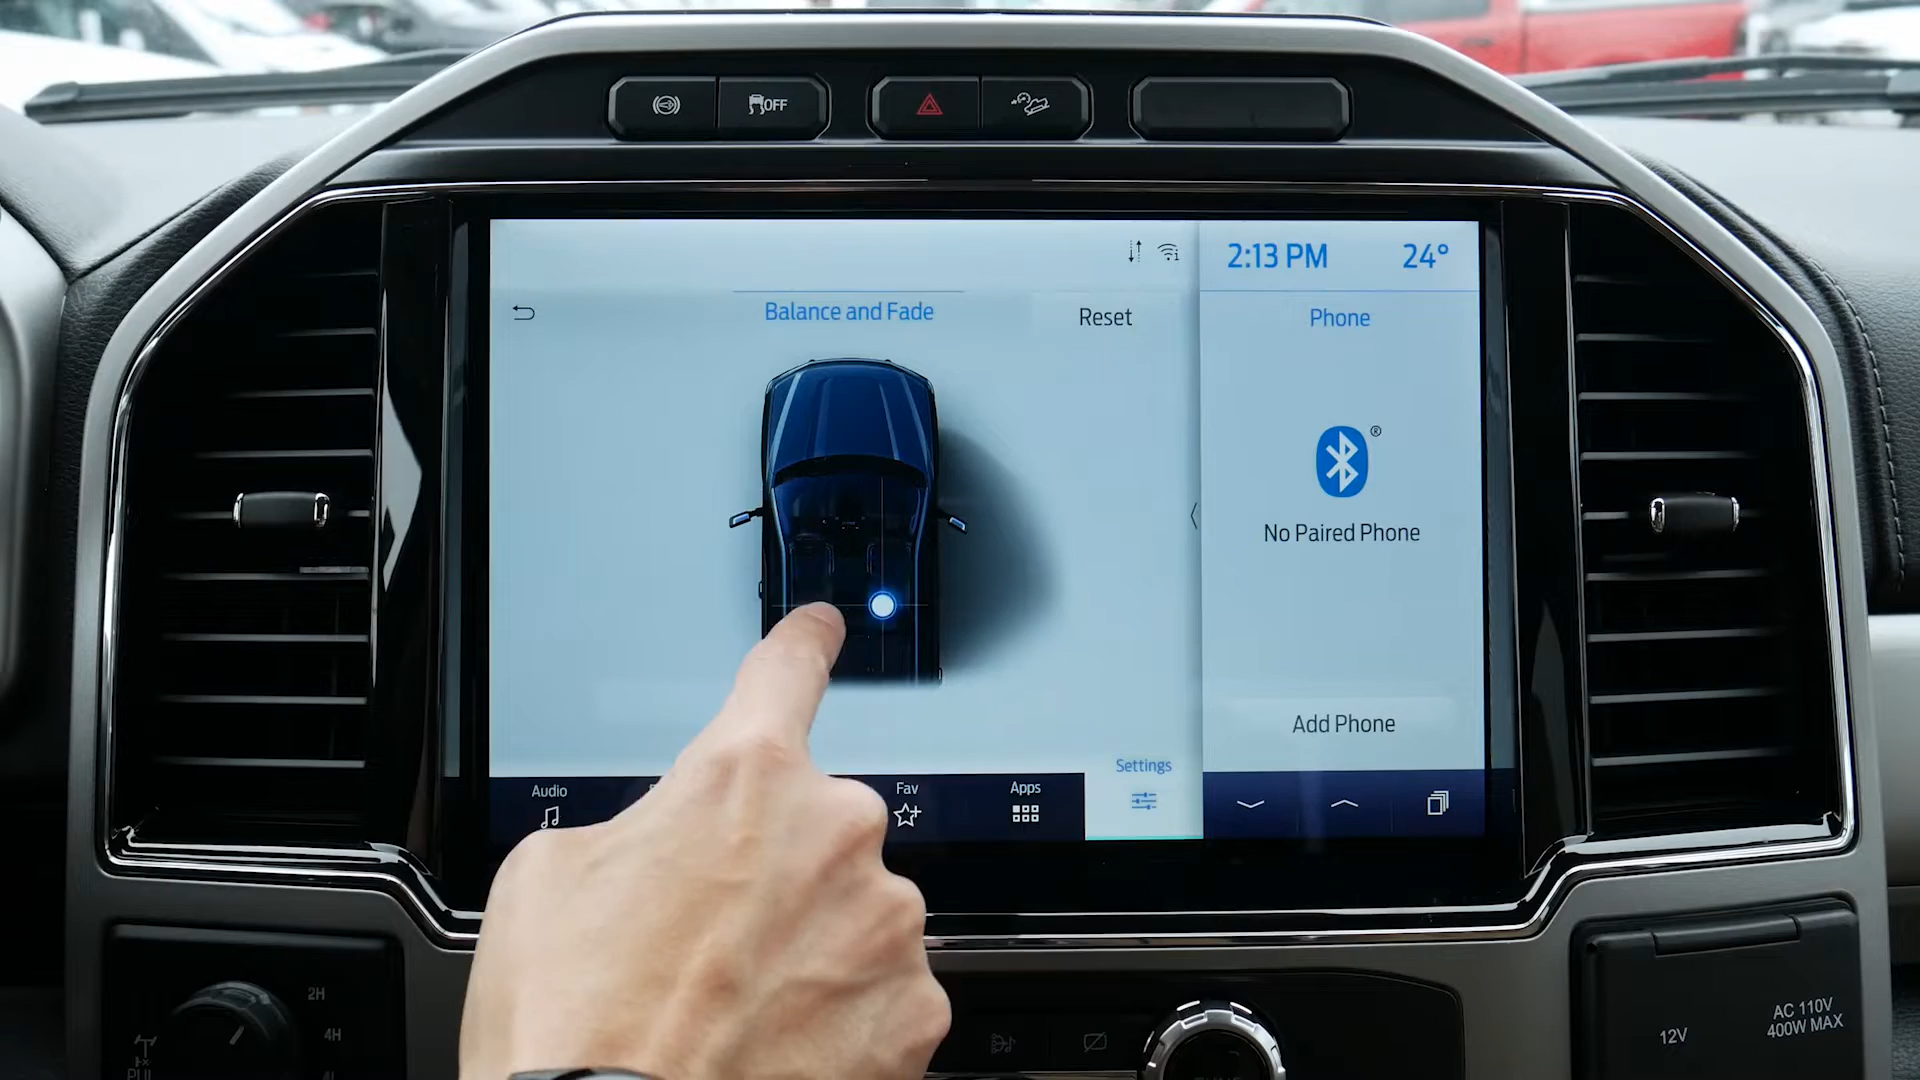 OFF
2:13 PM 24°
Balance and Fade
Reset
Phone
®
No Paired Phone
Add Phone
Settings
Audio
Fav
Apps
2H
4H
12V
AC 110V
400W MAX